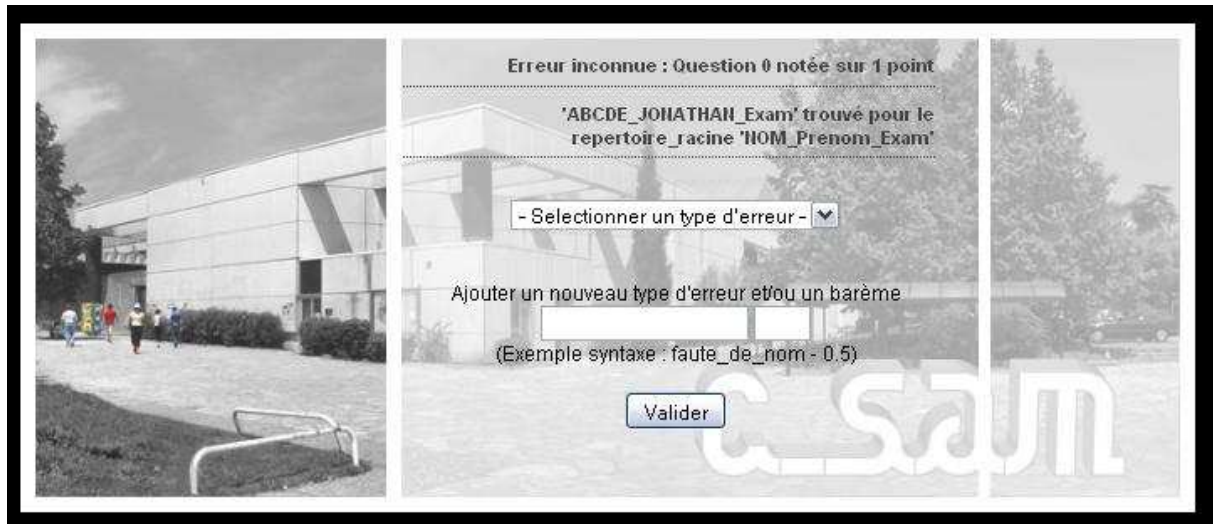 Erreur inconnue : Question 0 notée sur 1 point
'ABCDE_JONATHAN_Exam' trouvé pour le
repertoire_racine 'NOM_Prenom_Exam'
- Selectionner un type d'erreur -
Ajouter un nouveau type d'erreur et/ou un barème
(Exemple syntaxe : faute_de_nom - 0.5)
Valider
c_sam